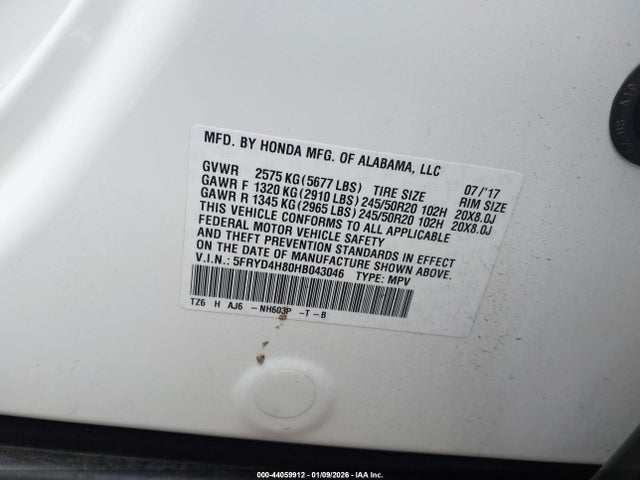 MFD. BY HONDA MFG. OF ALABAMA, LLC
07/'17
GVWR 2575 KG(5677 LBS) TIRE SIZE RIM SIZE
GAWR F 1320 KG(2910 LBS) 245/50R20 102H 20X8.0J
GAWR R 1345 KG(2965 LBS) 245/50R20 102H 20X8.0J
THIS VEHICLE CONFORMS TO ALL APPLICABLE
FEDERAL MOTOR VEHICLE SAFETY
AND THEFT PREVENTION STANDARDS IN EFFECT
ON THE DATE OF MANUFACTURE SHOWN ABOVE.
V.I.N.: 5FRYD4H80HB043046 TYPE: MPV
TZ6 H AJ6 -NH603P -T-B
000-44059912 - 01/09/2026 - IAA Inc.